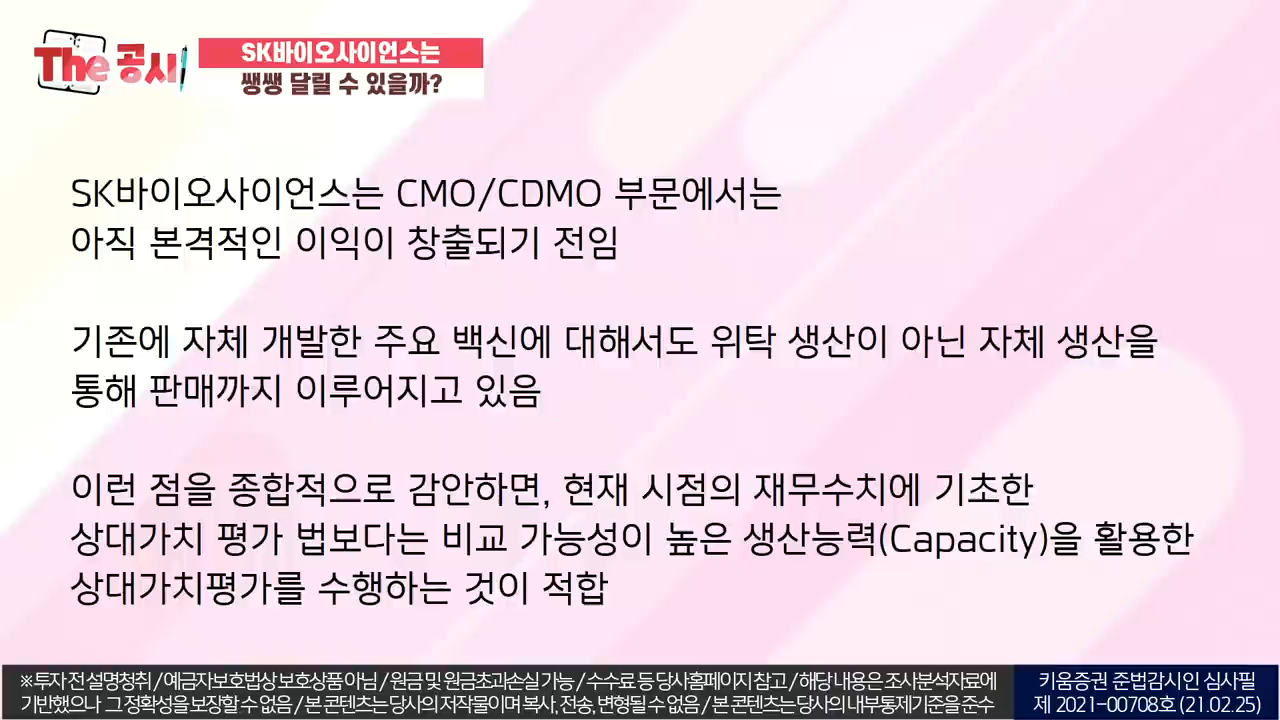 The 공시
SK바이오사이언스는
쌩쌩 달릴 수 있을까?
SK바이오사이언스는 CMO/CDMO 부문에서는
아직 본격적인 이익이 창출되기 전임
기존에 자체 개발한 주요 백신에 대해서도 위탁 생산이 아닌 자체 생산을
통해 판매까지 이루어지고 있음
이런 점을 종합적으로 감안하면, 현재 시점의 재무수치에 기초한
상대가치 평가 법보다는 비교 가능성이 높은 생산능력(Capacity)을 활용한
상대가치평가를 수행하는 것이 적합
※투자 전 설명청취 / 예금자보호법상 보호상품 아님 / 원금 및 원금초과손실 가능 / 수수료 등 당사홈페이지 참고 / 해당 내용은 조사분석자료에
기반했으나 그 정확성을 보장할 수 없음 / 본 콘텐츠는 당사의 저작물이며 복사, 전송, 변형될 수 없음 / 본 콘텐츠는 당사의 내부통제기준을 준수
키움증권 준법감시인 심사필
제 2021-00708호 (21.02.25)